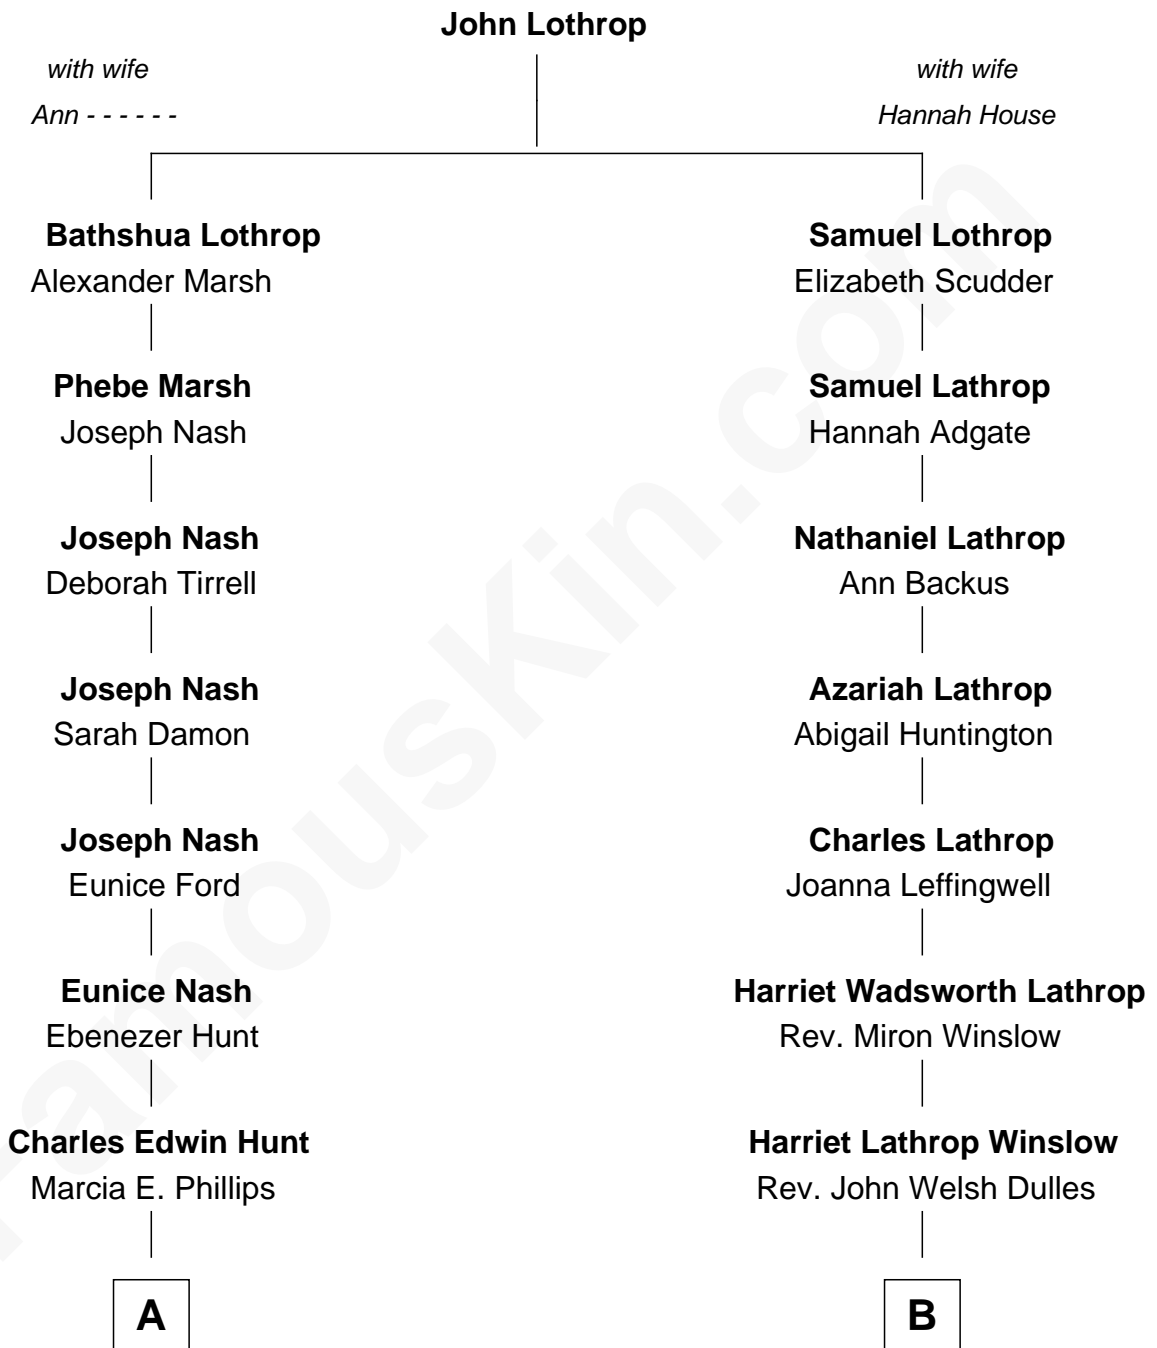 John Lothrop
with wife
Ann - - - - - -
with wife
Hannah House
Bathshua Lothrop
Alexander Marsh
Samuel Lothrop
Elizabeth Scudder
Phebe Marsh
Joseph Nash
Samuel Lathrop
Hannah Adgate
Joseph Nash
Deborah Tirrell
Nathaniel Lathrop
Ann Backus
Joseph Nash
Sarah Damon
Azariah Lathrop
Abigail Huntington
Joseph Nash
Eunice Ford
Charles Lathrop
Joanna Leffingwell
Eunice Nash
Ebenezer Hunt
Harriet Wadsworth Lathrop
Rev. Miron Winslow
Charles Edwin Hunt
Marcia E. Phillips
Harriet Lathrop Winslow
Rev. John Welsh Dulles
A
B
FamousKin.com